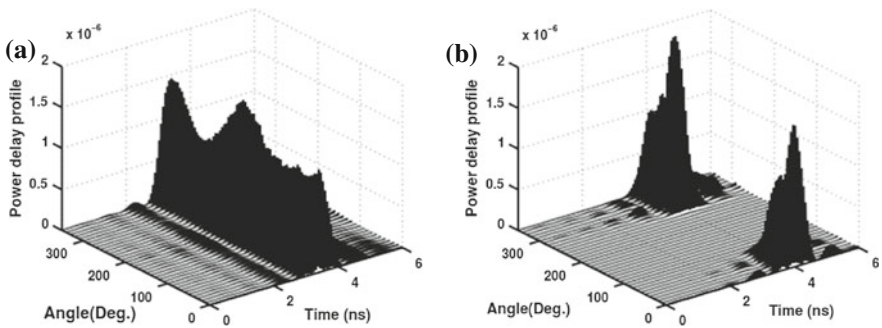 (a)
x 10⁻⁶
Power delay profile
2
1.5
1
0.5
0
300
200
100
0
Angle(Deg.)
0
2
4
6
Time (ns)
(b)
x 10⁻⁶
Power delay profile
2
1.5
1
0.5
0
300
200
100
0
Angle(Deg.)
0
2
4
6
Time (ns)